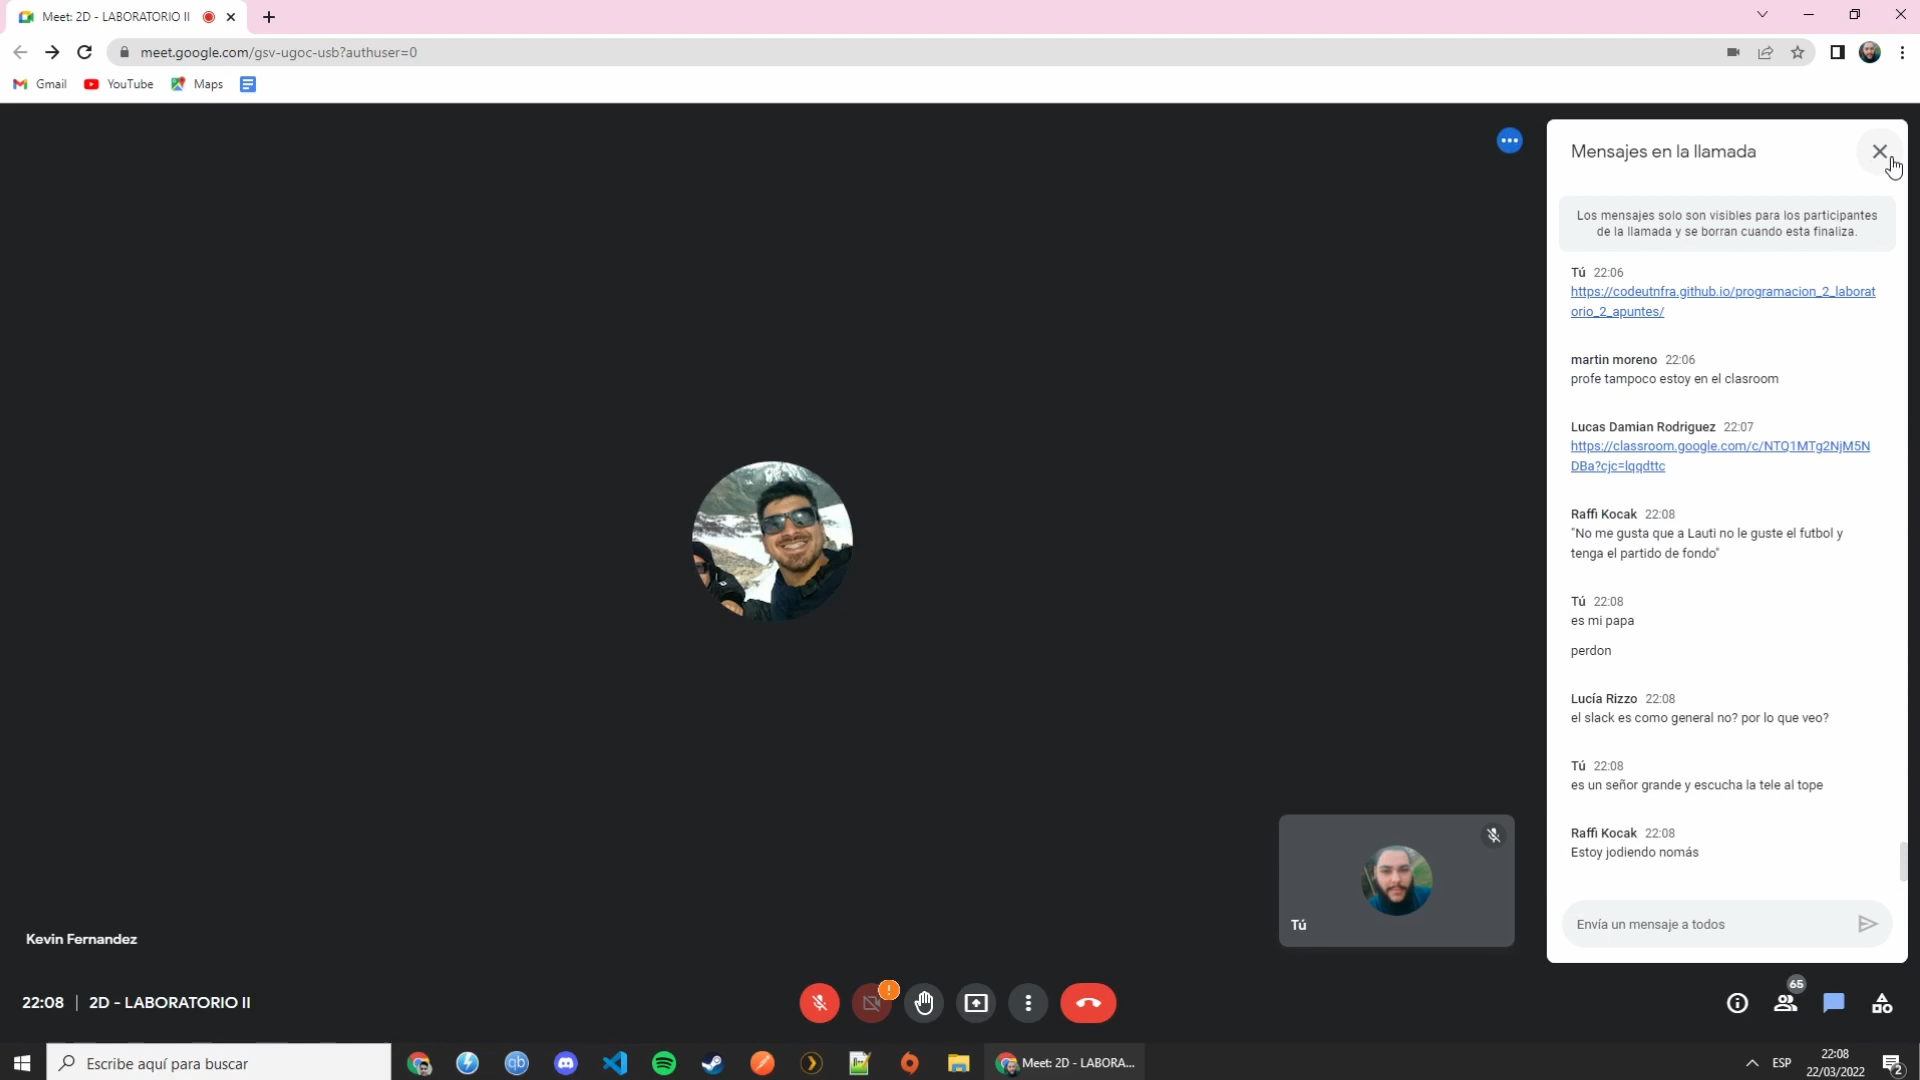 Meet: 2D - LABORATORIO II
meet.google.com/gsv-ugoc-usb?authuser=0
Gmail
YouTube
Maps
Mensajes en la llamada
Los mensajes solo son visibles para los participantes
de la llamada y se borran cuando esta finaliza.
Tú 22:06
https://codeutnfra.github.io/programacion_2_laborat
orio_2_apuntes/
martin moreno 22:06
profe tampoco estoy en el clasroom
Lucas Damian Rodriguez 22:07
https://classroom.google.com/c/NTQ1MTg2NjM5N
DBa?cjc=lqqdttc
Raffi Kocak 22:08
"No me gusta que a Lauti no le guste el futbol y
tenga el partido de fondo"
Tú 22:08
es mi papa
perdon
Lucía Rizzo 22:08
el slack es como general no? por lo que veo?
Tú 22:08
es un señor grande y escucha la tele al tope
Raffi Kocak 22:08
Estoy jodiendo nomás
Envía un mensaje a todos
Tú
Kevin Fernandez
22:08 | 2D - LABORATORIO II
65
Escribe aquí para buscar
qb
Meet: 2D - LABORA...
ESP
22:08
22/03/2022
2